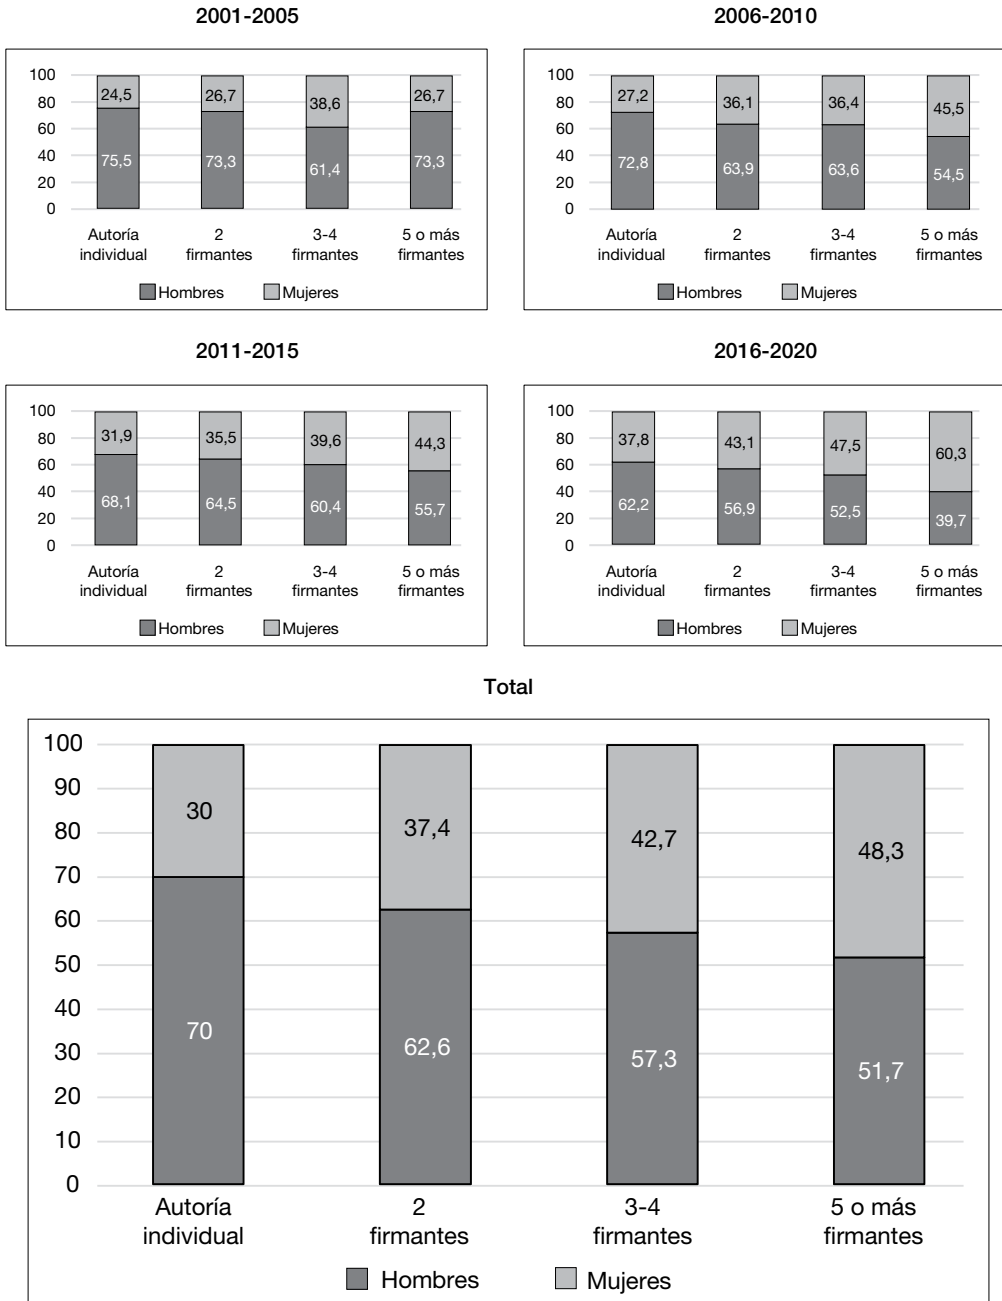 2001-2005
100
80
60
40
20
0
24,5
26,7
38,6
26,7
75,5
73,3
61,4
73,3
Autoría individual
2 firmantes
3-4 firmantes
5 o más firmantes
Hombres
Mujeres
2006-2010
100
80
60
40
20
0
27,2
36,1
36,4
45,5
72,8
63,9
63,6
54,5
Autoría individual
2 firmantes
3-4 firmantes
5 o más firmantes
Hombres
Mujeres
2011-2015
100
80
60
40
20
0
31,9
35,5
39,6
44,3
68,1
64,5
60,4
55,7
Autoría individual
2 firmantes
3-4 firmantes
5 o más firmantes
Hombres
Mujeres
2016-2020
100
80
60
40
20
0
37,8
43,1
47,5
60,3
62,2
56,9
52,5
39,7
Autoría individual
2 firmantes
3-4 firmantes
5 o más firmantes
Hombres
Mujeres
Total
100
90
80
70
60
50
40
30
20
10
0
30
37,4
42,7
48,3
70
62,6
57,3
51,7
Autoría individual
2 firmantes
3-4 firmantes
5 o más firmantes
Hombres
Mujeres